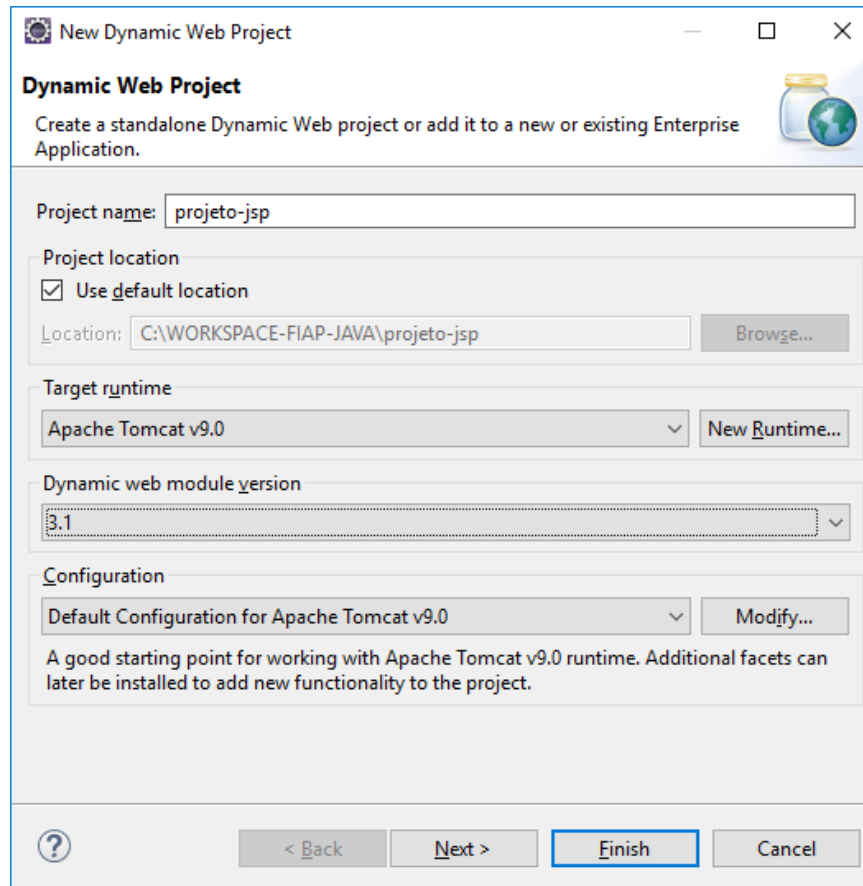 New Dynamic Web Project
Dynamic Web Project
Create a standalone Dynamic Web project or add it to a new or existing Enterprise
Application.
Project name: projeto-jsp
Project location
Use default location
Location: C:\WORKSPACE-FIAP-JAVA\projeto-jsp Browse...
Target runtime
Apache Tomcat v9.0 New Runtime...
Dynamic web module version
3.1
Configuration
Default Configuration for Apache Tomcat v9.0 Modify...
A good starting point for working with Apache Tomcat v9.0 runtime. Additional facets can
later be installed to add new functionality to the project.
? < Back Next > Finish Cancel